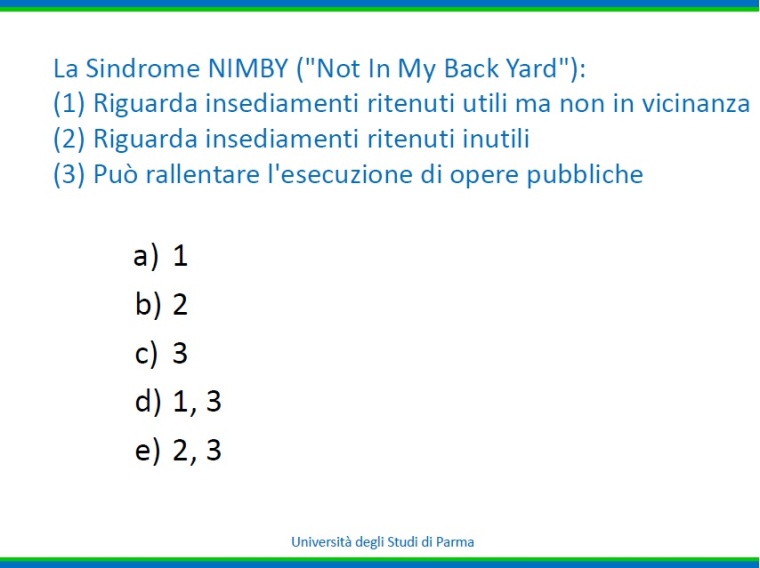 La Sindrome NIMBY ("Not In My Back Yard"):
(1) Riguarda insediamenti ritenuti utili ma non in vicinanza
(2) Riguarda insediamenti ritenuti inutili
(3) Può rallentare l'esecuzione di opere pubbliche
a) 1
b) 2
c) 3
d) 1, 3
e) 2, 3
Università degli Studi di Parma